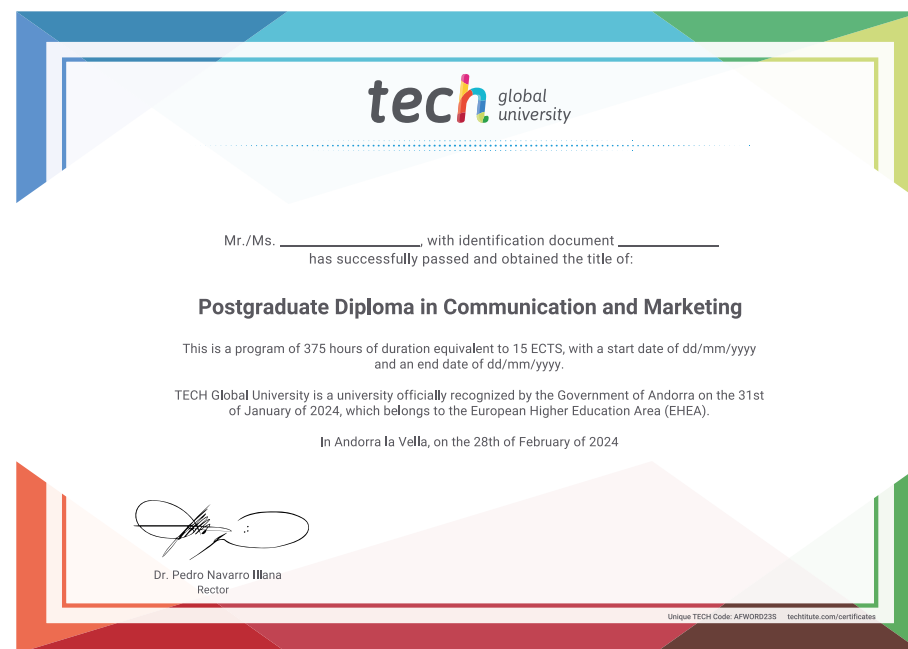 tech global
university
Mr./Ms. ____________________, with identification document ______________
has successfully passed and obtained the title of:
Postgraduate Diploma in Communication and Marketing
This is a program of 375 hours of duration equivalent to 15 ECTS, with a start date of dd/mm/yyyy
and an end date of dd/mm/yyyy.
TECH Global University is a university officially recognized by the Government of Andorra on the 31st
of January of 2024, which belongs to the European Higher Education Area (EHEA).
In Andorra la Vella, on the 28th of February of 2024
Dr. Pedro Navarro Illana
Rector
Unique TECH Code: AFWORD23S techtitute.com/certificates